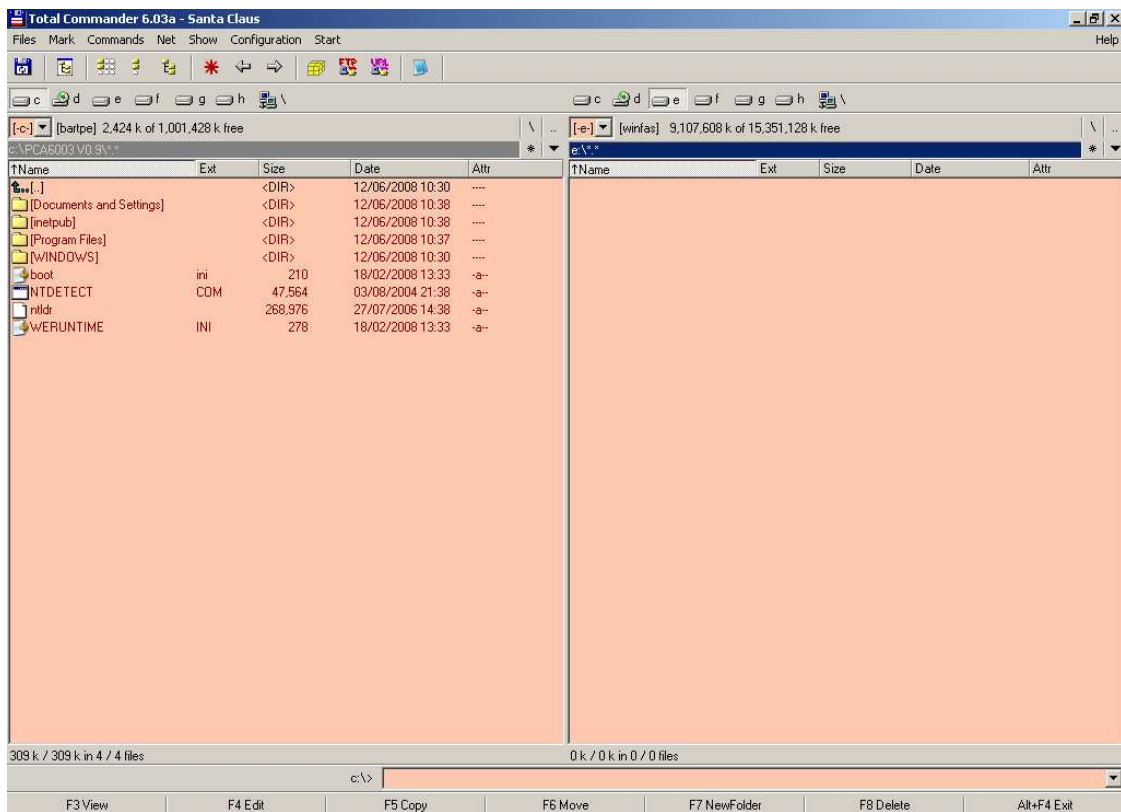 Total Commander 6.03a - Santa Claus
Files Mark Commands Net Show Configuration Start Help
FTP URL
c d e f g h \ c d e f g h \
[-c-] [bartpe] 2,424 k of 1,001,428 k free \ .. [-e-] [winfas] 9,107,608 k of 15,351,128 k free \ ..
c:\PCA6003 V0.9\*.* * e:\*.* *
↑Name Ext Size Date Attr ↑Name Ext Size Date Attr
[..] <DIR> 12/06/2008 10:30 ----
[Documents and Settings] <DIR> 12/06/2008 10:38 ----
[inetpub] <DIR> 12/06/2008 10:38 ----
[Program Files] <DIR> 12/06/2008 10:37 ----
[WINDOWS] <DIR> 12/06/2008 10:30 ----
boot ini 210 18/02/2008 13:33 -a--
NTDETECT COM 47,564 03/08/2004 21:38 -a--
ntldr 268,976 27/07/2006 14:38 -a--
WERUNTIME INI 278 18/02/2008 13:33 -a--
309 k / 309 k in 4 / 4 files 0 k / 0 k in 0 / 0 files
c:\>
F3 View F4 Edit F5 Copy F6 Move F7 NewFolder F8 Delete Alt+F4 Exit